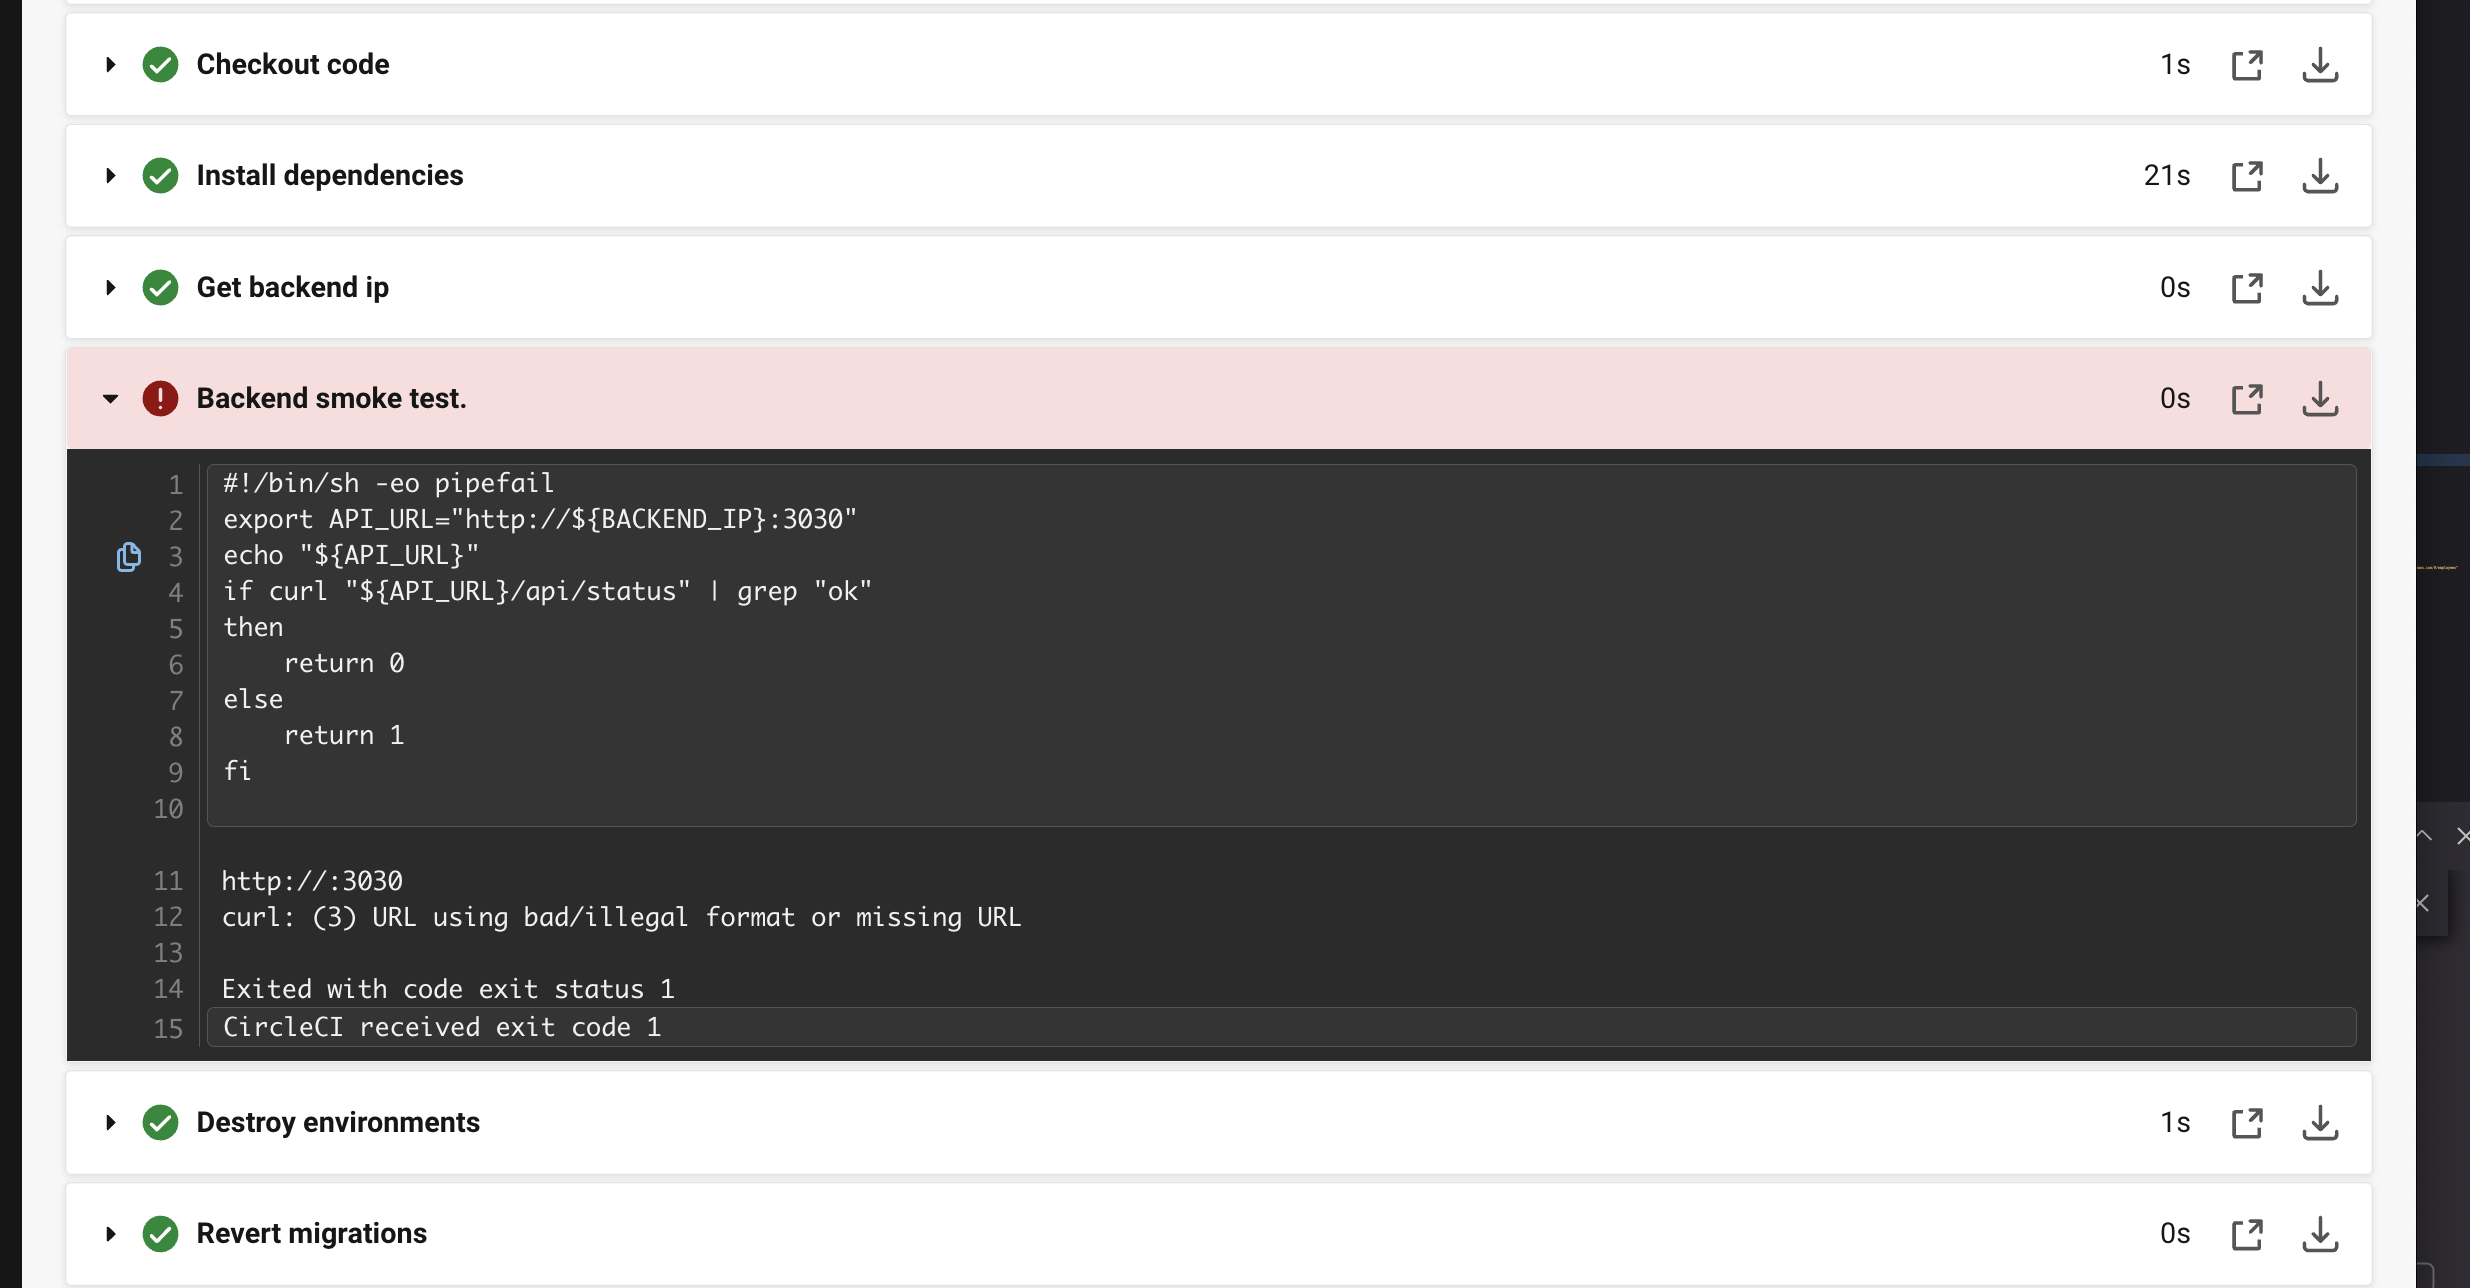 Checkout code 1s
Install dependencies 21s
Get backend ip 0s
Backend smoke test. 0s
1 #!/bin/sh -eo pipefail
2 export API_URL="http://${BACKEND_IP}:3030"
3 echo "${API_URL}"
4 if curl "${API_URL}/api/status" | grep "ok"
5 then
6     return 0
7 else
8     return 1
9 fi
10
11 http://:3030
12 curl: (3) URL using bad/illegal format or missing URL
13
14 Exited with code exit status 1
15 CircleCI received exit code 1
Destroy environments 1s
Revert migrations 0s